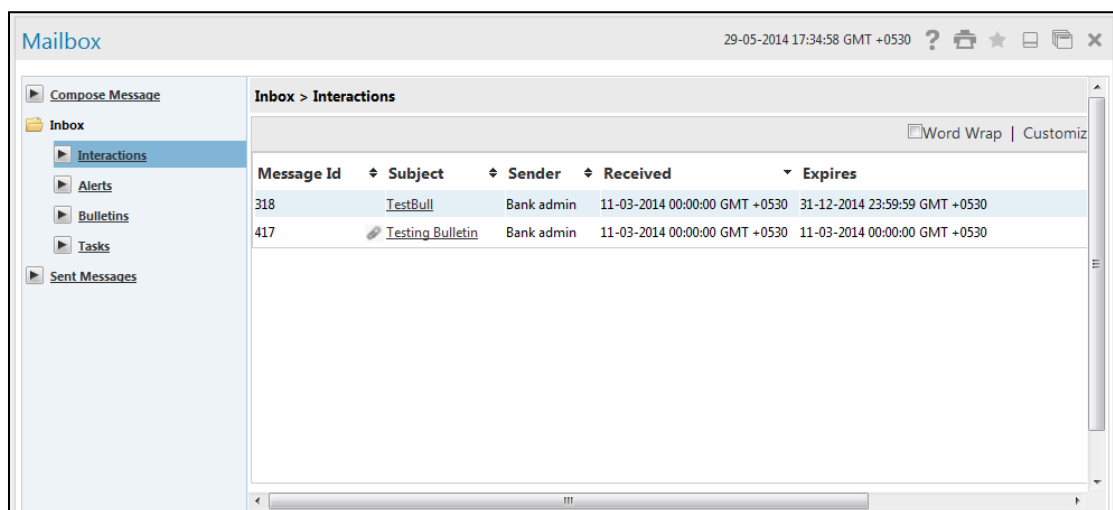 Mailbox
29-05-2014 17:34:58 GMT +0530 ?
Compose Message
Inbox
Interactions
Alerts
Bulletins
Tasks
Sent Messages
Inbox > Interactions
Word Wrap | Customiz
Message Id Subject Sender Received Expires
318 TestBull Bank admin 11-03-2014 00:00:00 GMT +0530 31-12-2014 23:59:59 GMT +0530
417 Testing Bulletin Bank admin 11-03-2014 00:00:00 GMT +0530 11-03-2014 00:00:00 GMT +0530